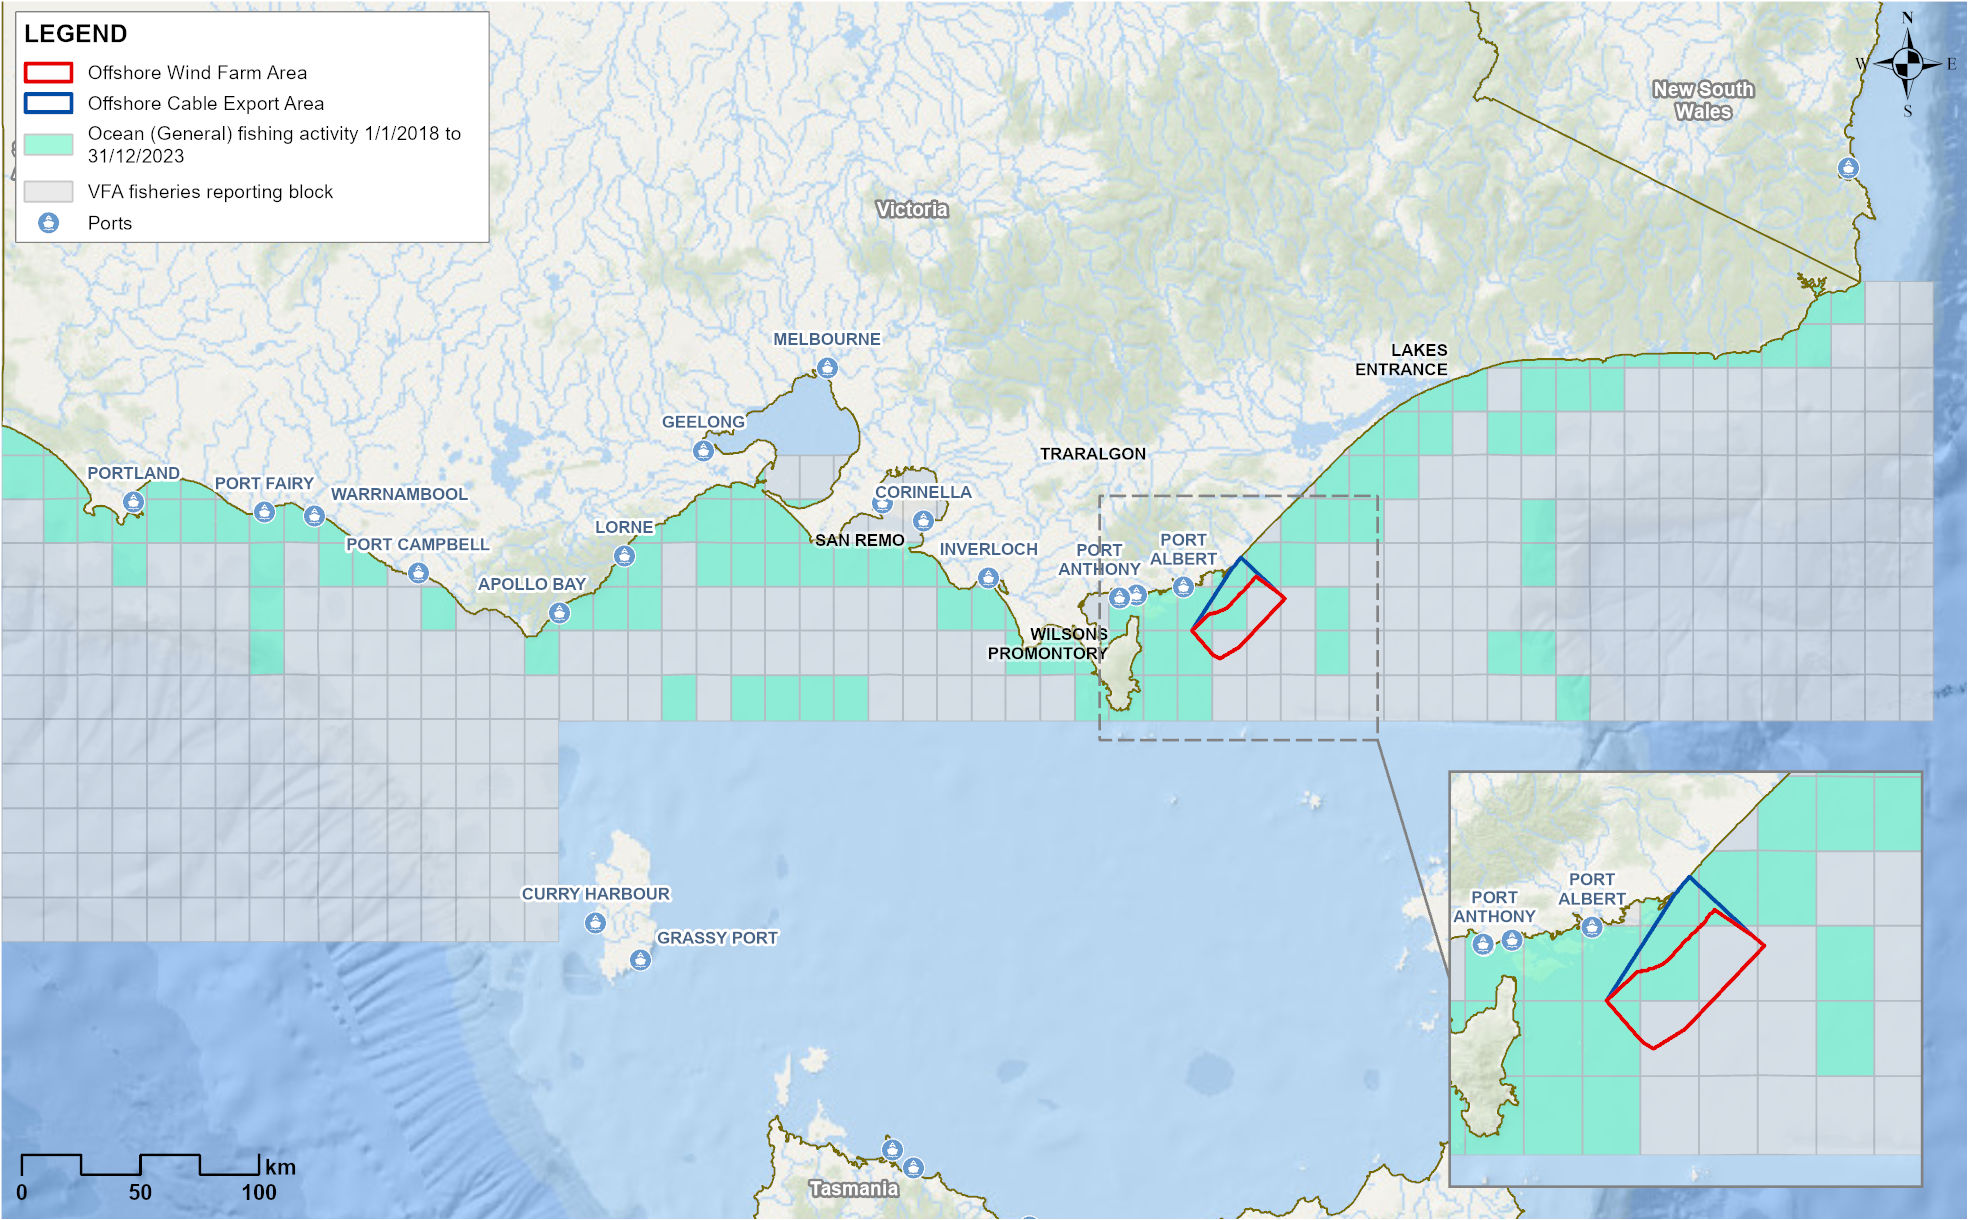 LEGEND
Offshore Wind Farm Area
Offshore Cable Export Area
Ocean (General) fishing activity 1/1/2018 to
31/12/2023
VFA fisheries reporting block
Ports
N
W
E
S
New South
Wales
Victoria
MELBOURNE
LAKES
ENTRANCE
GEELONG
TRARALGON
PORTLAND
PORT FAIRY
WARRNAMBOOL
CORINELLA
LORNE
SAN REMO
PORT CAMPBELL
INVERLOCH
PORT
ANTHONY
PORT
ALBERT
APOLLO BAY
WILSONS
PROMONTORY
CURRY HARBOUR
GRASSY PORT
PORT
ALBERT
PORT
ANTHONY
Tasmania
km
0
50
100